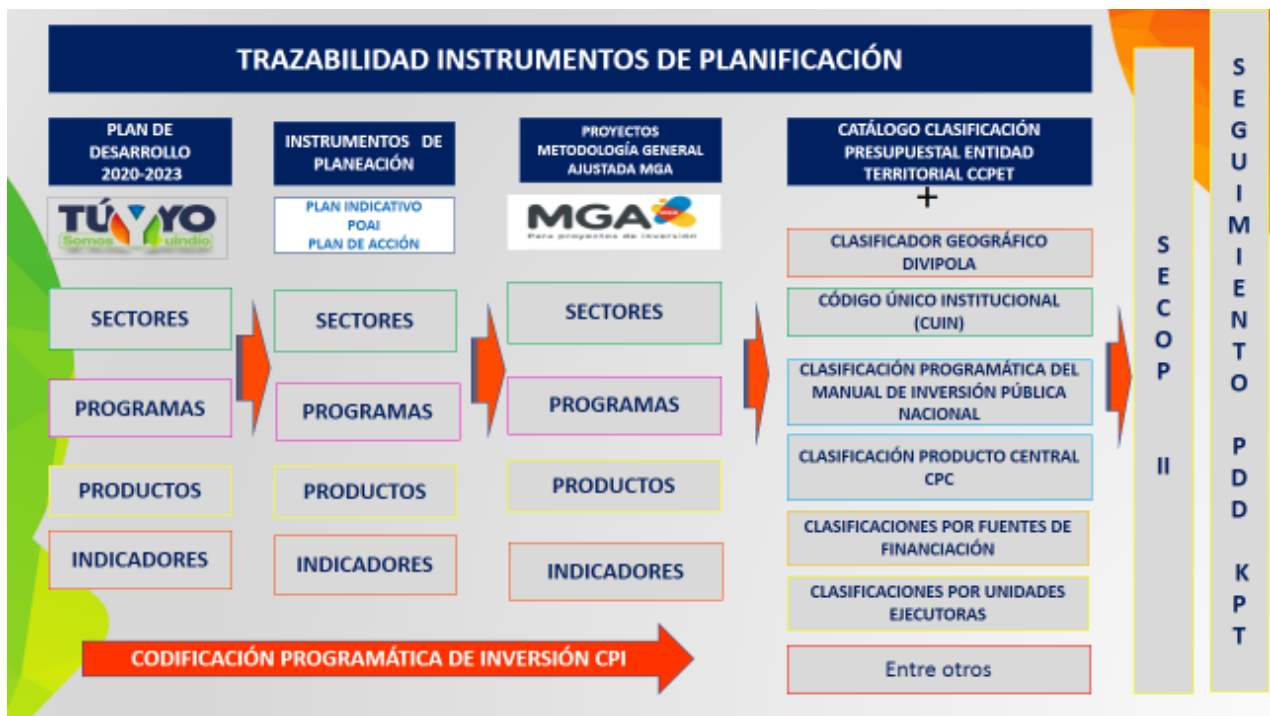 TRAZABILIDAD INSTRUMENTOS DE PLANIFICACIÓN
PLAN DE
DESARROLLO
2020-2023
TÚ Y YO
Somos Quindío
SECTORES
PROGRAMAS
PRODUCTOS
INDICADORES
INSTRUMENTOS DE
PLANEACIÓN
PLAN INDICATIVO
POAI
PLAN DE ACCIÓN
SECTORES
PROGRAMAS
PRODUCTOS
INDICADORES
PROYECTOS
METODOLOGÍA GENERAL
AJUSTADA MGA
MGA
Para proyectos de inversión
SECTORES
PROGRAMAS
PRODUCTOS
INDICADORES
CODIFICACIÓN PROGRAMÁTICA DE INVERSIÓN CPI
CATÁLOGO CLASIFICACIÓN
PRESUPUESTAL ENTIDAD
TERRITORIAL CCPET
+
CLASIFICADOR GEOGRÁFICO
DIVIPOLA
CÓDIGO ÚNICO INSTITUCIONAL
(CUIN)
CLASIFICACIÓN PROGRAMÁTICA DEL
MANUAL DE INVERSIÓN PÚBLICA
NACIONAL
CLASIFICACIÓN PRODUCTO CENTRAL
CPC
CLASIFICACIONES POR FUENTES DE
FINANCIACIÓN
CLASIFICACIONES POR UNIDADES
EJECUTORAS
Entre otros
SECOP II
SEGUIMIENTO PDD KPT